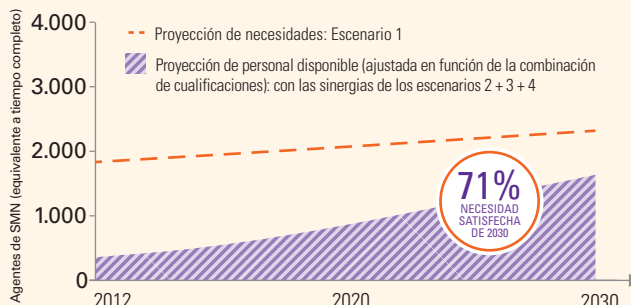 Agentes de SMN (equivalente a tiempo completo)
4.000
3.000
2.000
1.000
0
Proyección de necesidades: Escenario 1
Proyección de personal disponible (ajustada en función de la combinación
de cualificaciones): con las sinergias de los escenarios 2 + 3 + 4
71%
NECESIDAD
SATISFECHA
DE 2030
2012
2020
2030